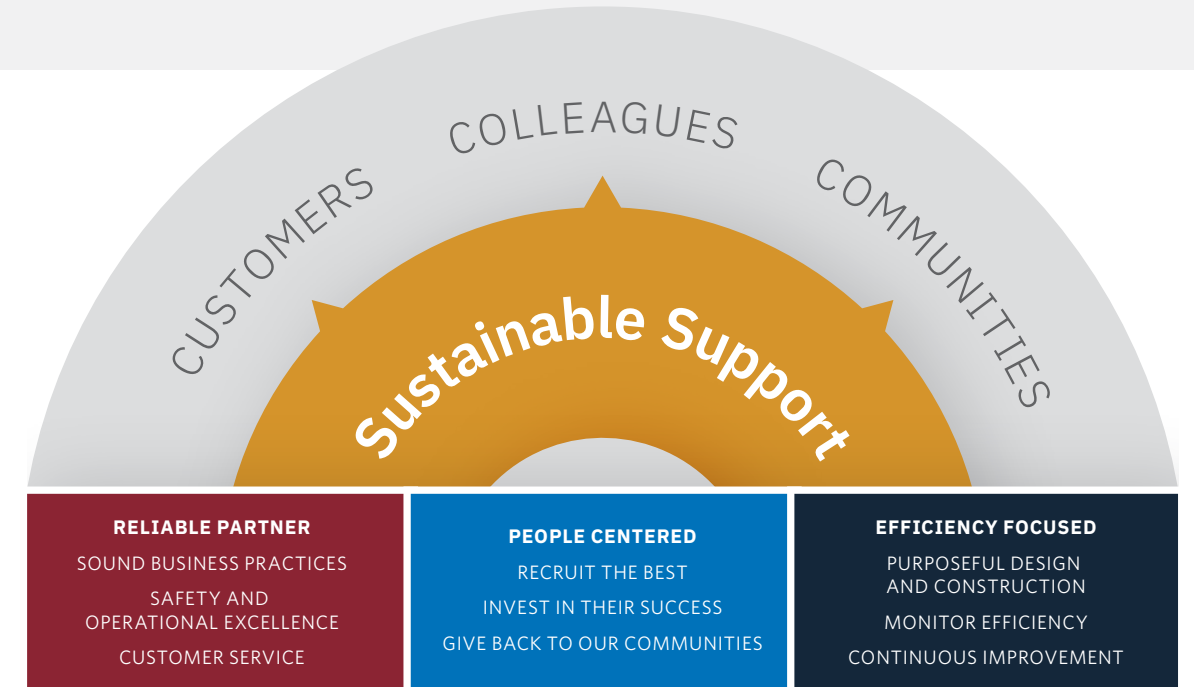 CUSTOMERS
COLLEAGUES
COMMUNITIES
Sustainable Support
RELIABLE PARTNER
SOUND BUSINESS PRACTICES
SAFETY AND
OPERATIONAL EXCELLENCE
CUSTOMER SERVICE
PEOPLE CENTERED
RECRUIT THE BEST
INVEST IN THEIR SUCCESS
GIVE BACK TO OUR COMMUNITIES
EFFICIENCY FOCUSED
PURPOSEFUL DESIGN
AND CONSTRUCTION
MONITOR EFFICIENCY
CONTINUOUS IMPROVEMENT